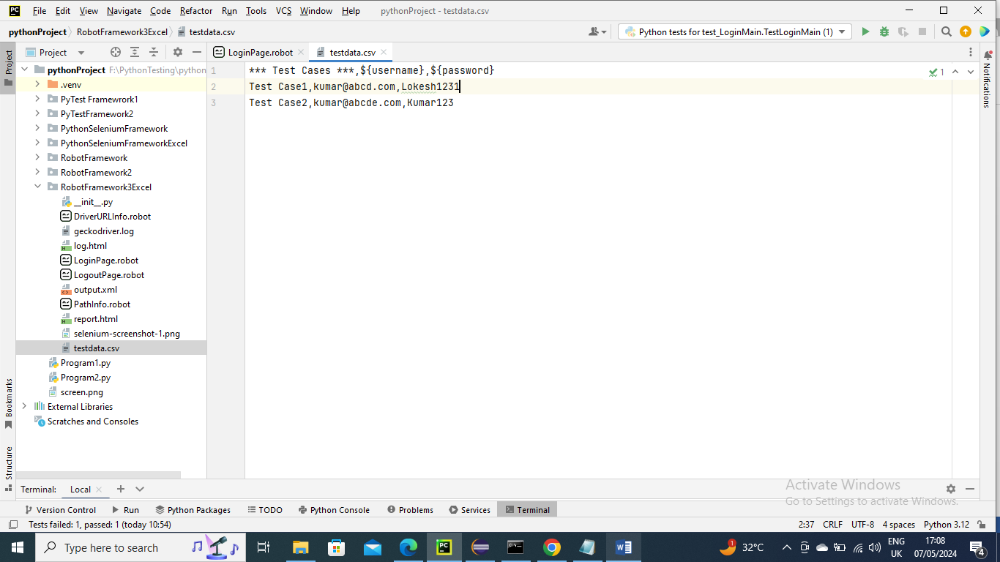 File Edit View Navigate Code Refactor Run Tools VCS Window Help pythonProject - testdata.csv
pythonProject RobotFramework3Excel testdata.csv Python tests for test_LoginMain.TestLoginMain (1)
Project Project LoginPage.robot testdata.csv Notifications
pythonProject F:\PythonTesting\python
.venv
PyTest Framewrork1
PyTestFramework2
PythonSeleniumFramework
PythonSeleniumFrameworkExcel
RobotFramework
RobotFramework2
RobotFramework3Excel
__init__.py
DriverURLInfo.robot
geckodriver.log
log.html
LoginPage.robot
LogoutPage.robot
output.xml
PathInfo.robot
report.html
selenium-screenshot-1.png
testdata.csv
Program1.py
Program2.py
screen.png
External Libraries
Scratches and Consoles
Bookmarks
Structure
1 *** Test Cases ***,${username},${password} 1
2 Test Case1,kumar@abcd.com,Lokesh1231
3 Test Case2,kumar@abcde.com,Kumar123
Activate Windows
Go to Settings to activate Windows.
Terminal: Local
Version Control Run Python Packages TODO Python Console Problems Services Terminal
Tests failed: 1, passed: 1 (today 10:54) 2:37 CRLF UTF-8 4 spaces Python 3.12
Type here to search 1 32°C ENG UK 17:08 07/05/2024 4